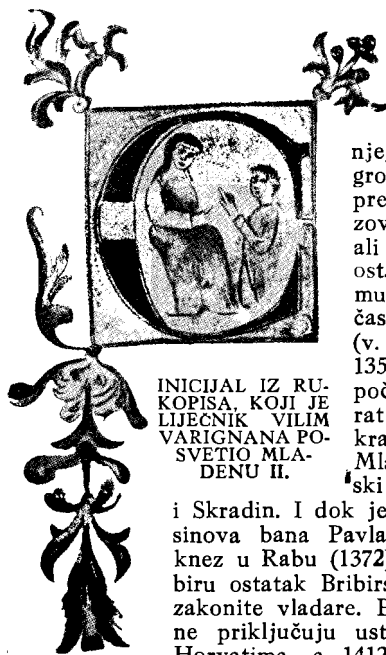 INICIJAL IZ RU-
KOPISA, KOJI JE
LIJEČNIK VILIM
VARIGNANA PO-
SVETIO MLA-
DENU II.
nje,
gro
pre
zov
ali
ost
mu
čas
(v.
135
poč
rat
kra
Mla
ski
i Skradin. I dok je
sinova bana Pavla
knez u Rabu (1372)
biru ostatak Bribirs
zakonite vladare. 
ne priključuju ust
Horvatima, a 1412